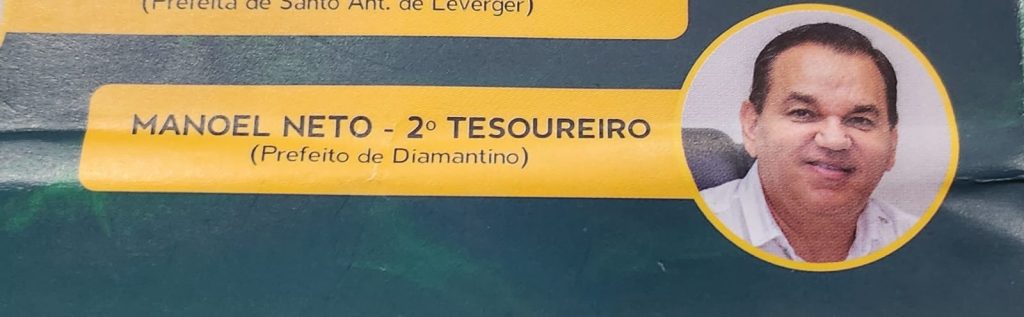 (Prefeita de Santo Ant. de Leverger)
MANOEL NETO - 2º TESOUREIRO
(Prefeito de Diamantino)